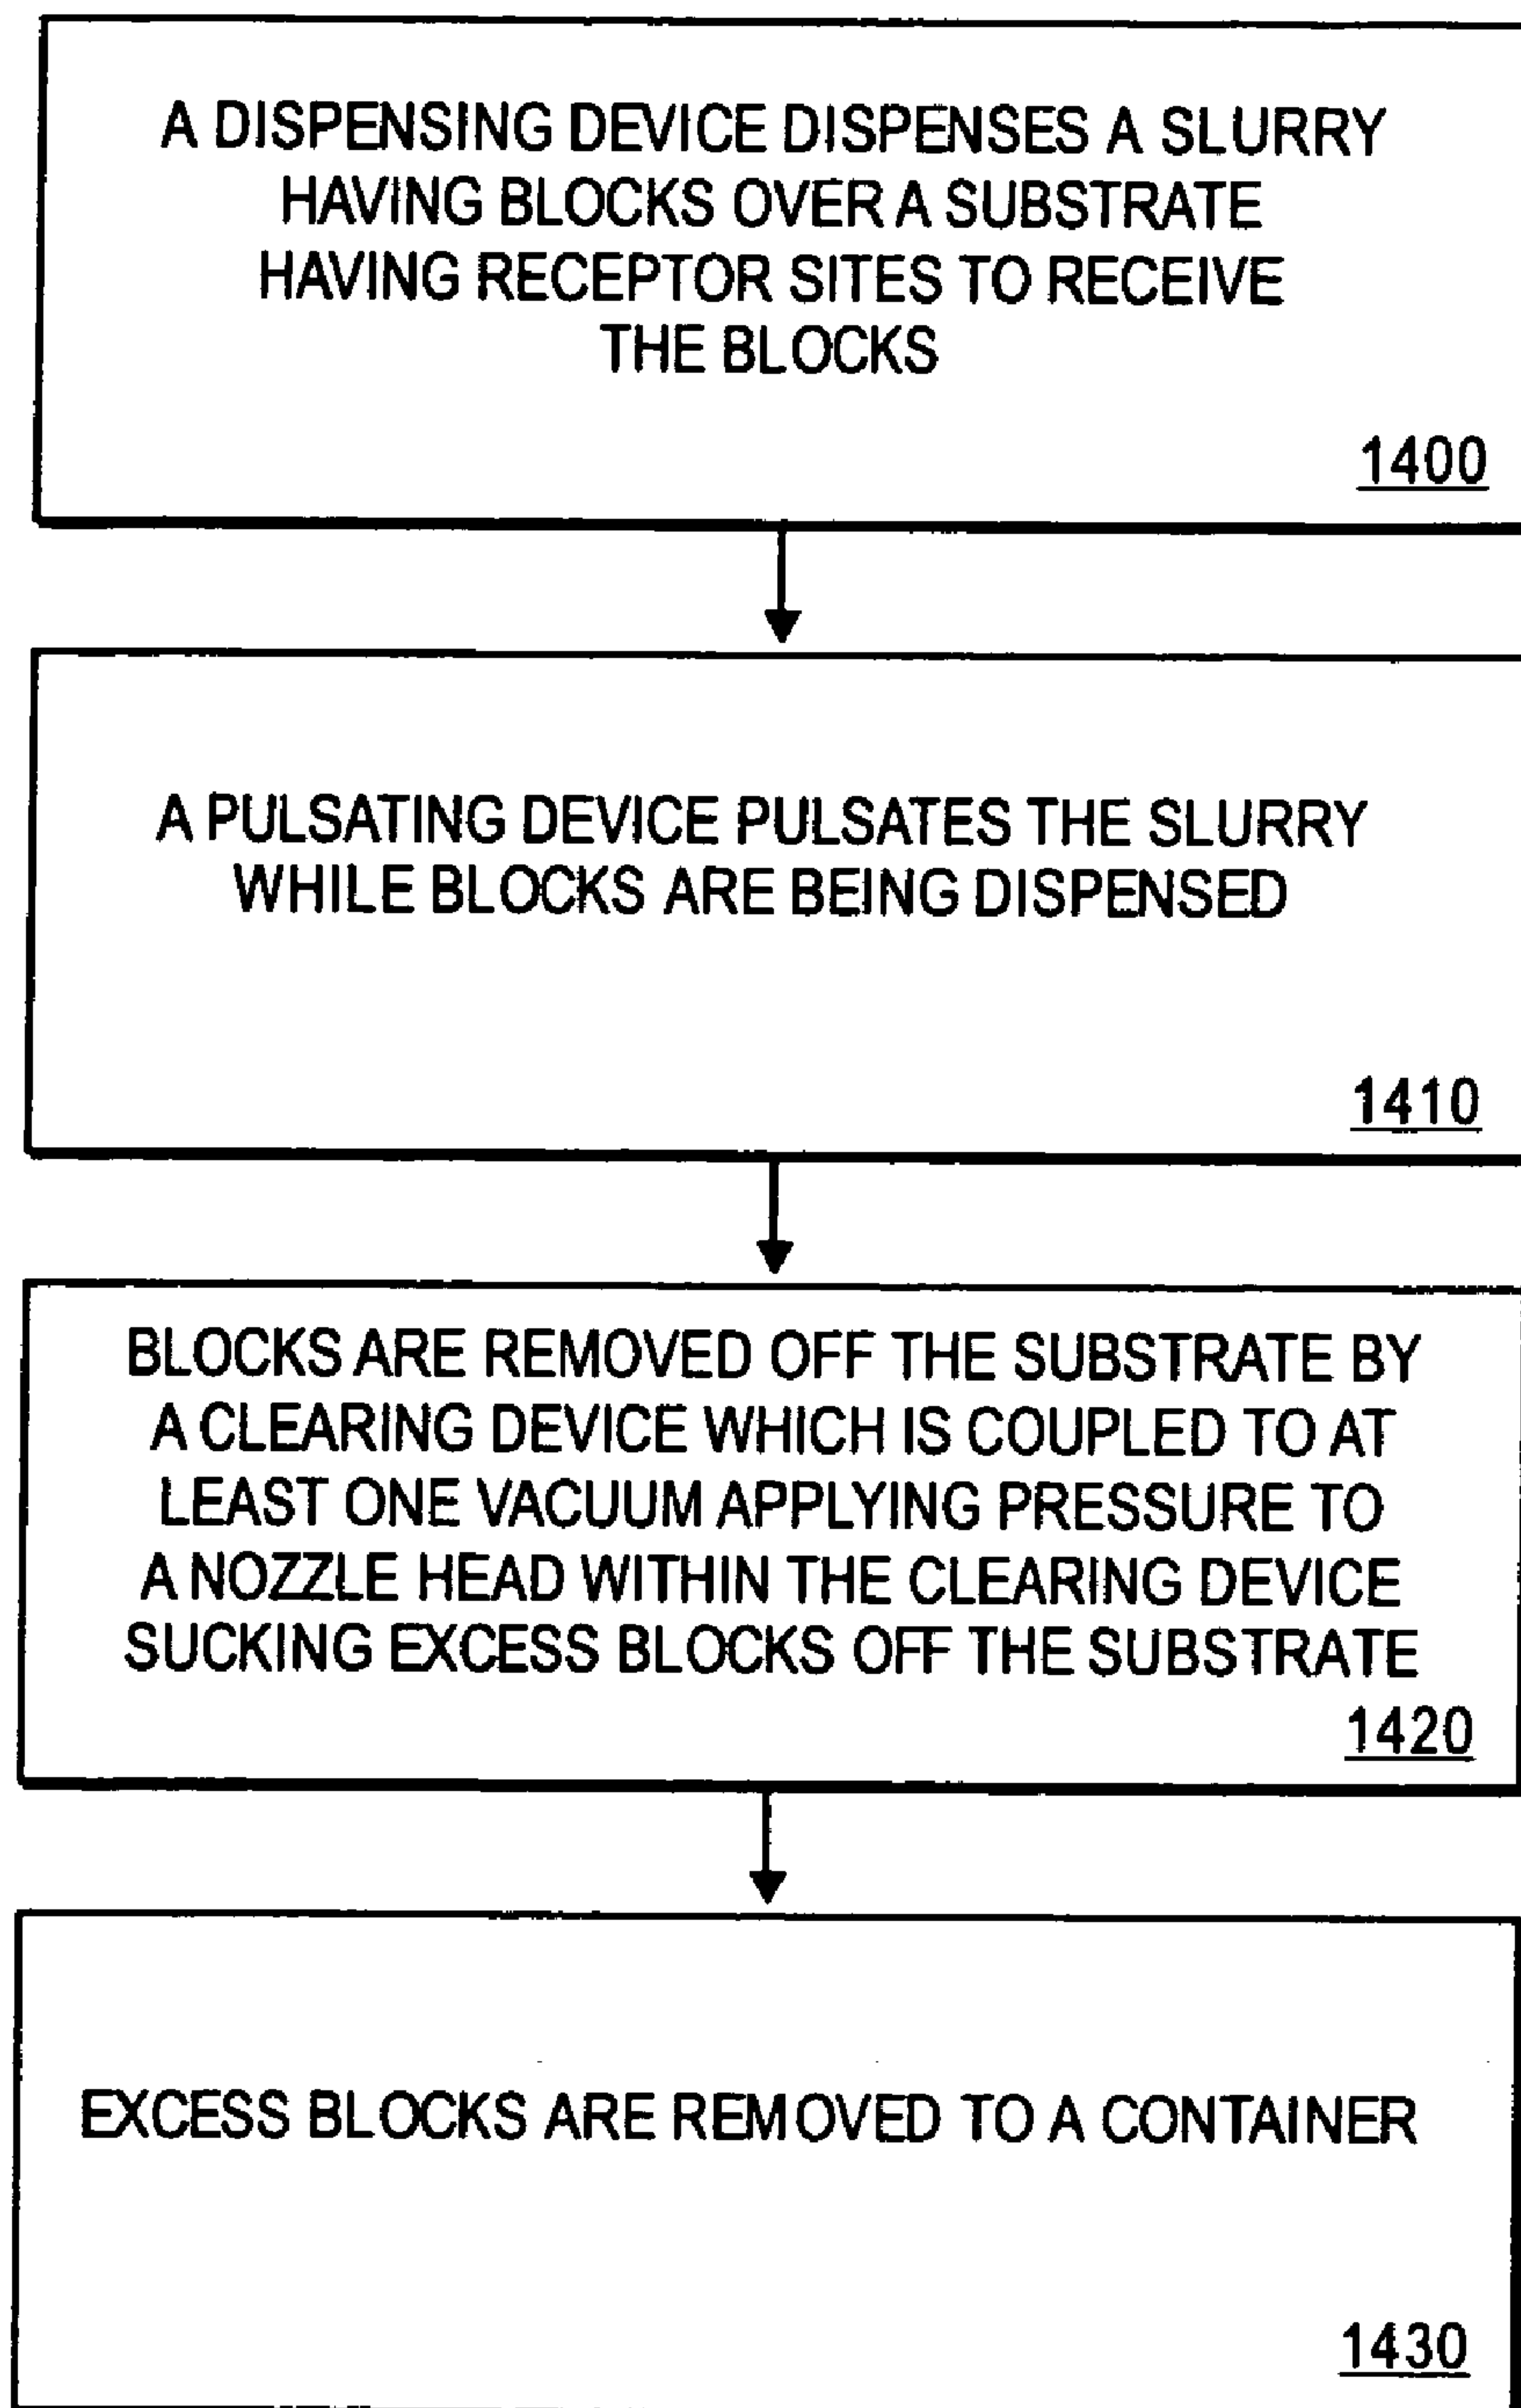 A DISPENSING DEVICE DISPENSES A SLURRY
HAVING BLOCKS OVER A SUBSTRATE
HAVING RECEPTOR SITES TO RECEIVE
THE BLOCKS
1400
A PULSATING DEVICE PULSATES THE SLURRY
WHILE BLOCKS ARE BEING DISPENSED
1410
BLOCKS ARE REMOVED OFF THE SUBSTRATE BY
A CLEARING DEVICE WHICH IS COUPLED TO AT
LEAST ONE VACUUM APPLYING PRESSURE TO
A NOZZLE HEAD WITHIN THE CLEARING DEVICE
SUCKING EXCESS BLOCKS OFF THE SUBSTRATE
1420
EXCESS BLOCKS ARE REMOVED TO A CONTAINER
1430